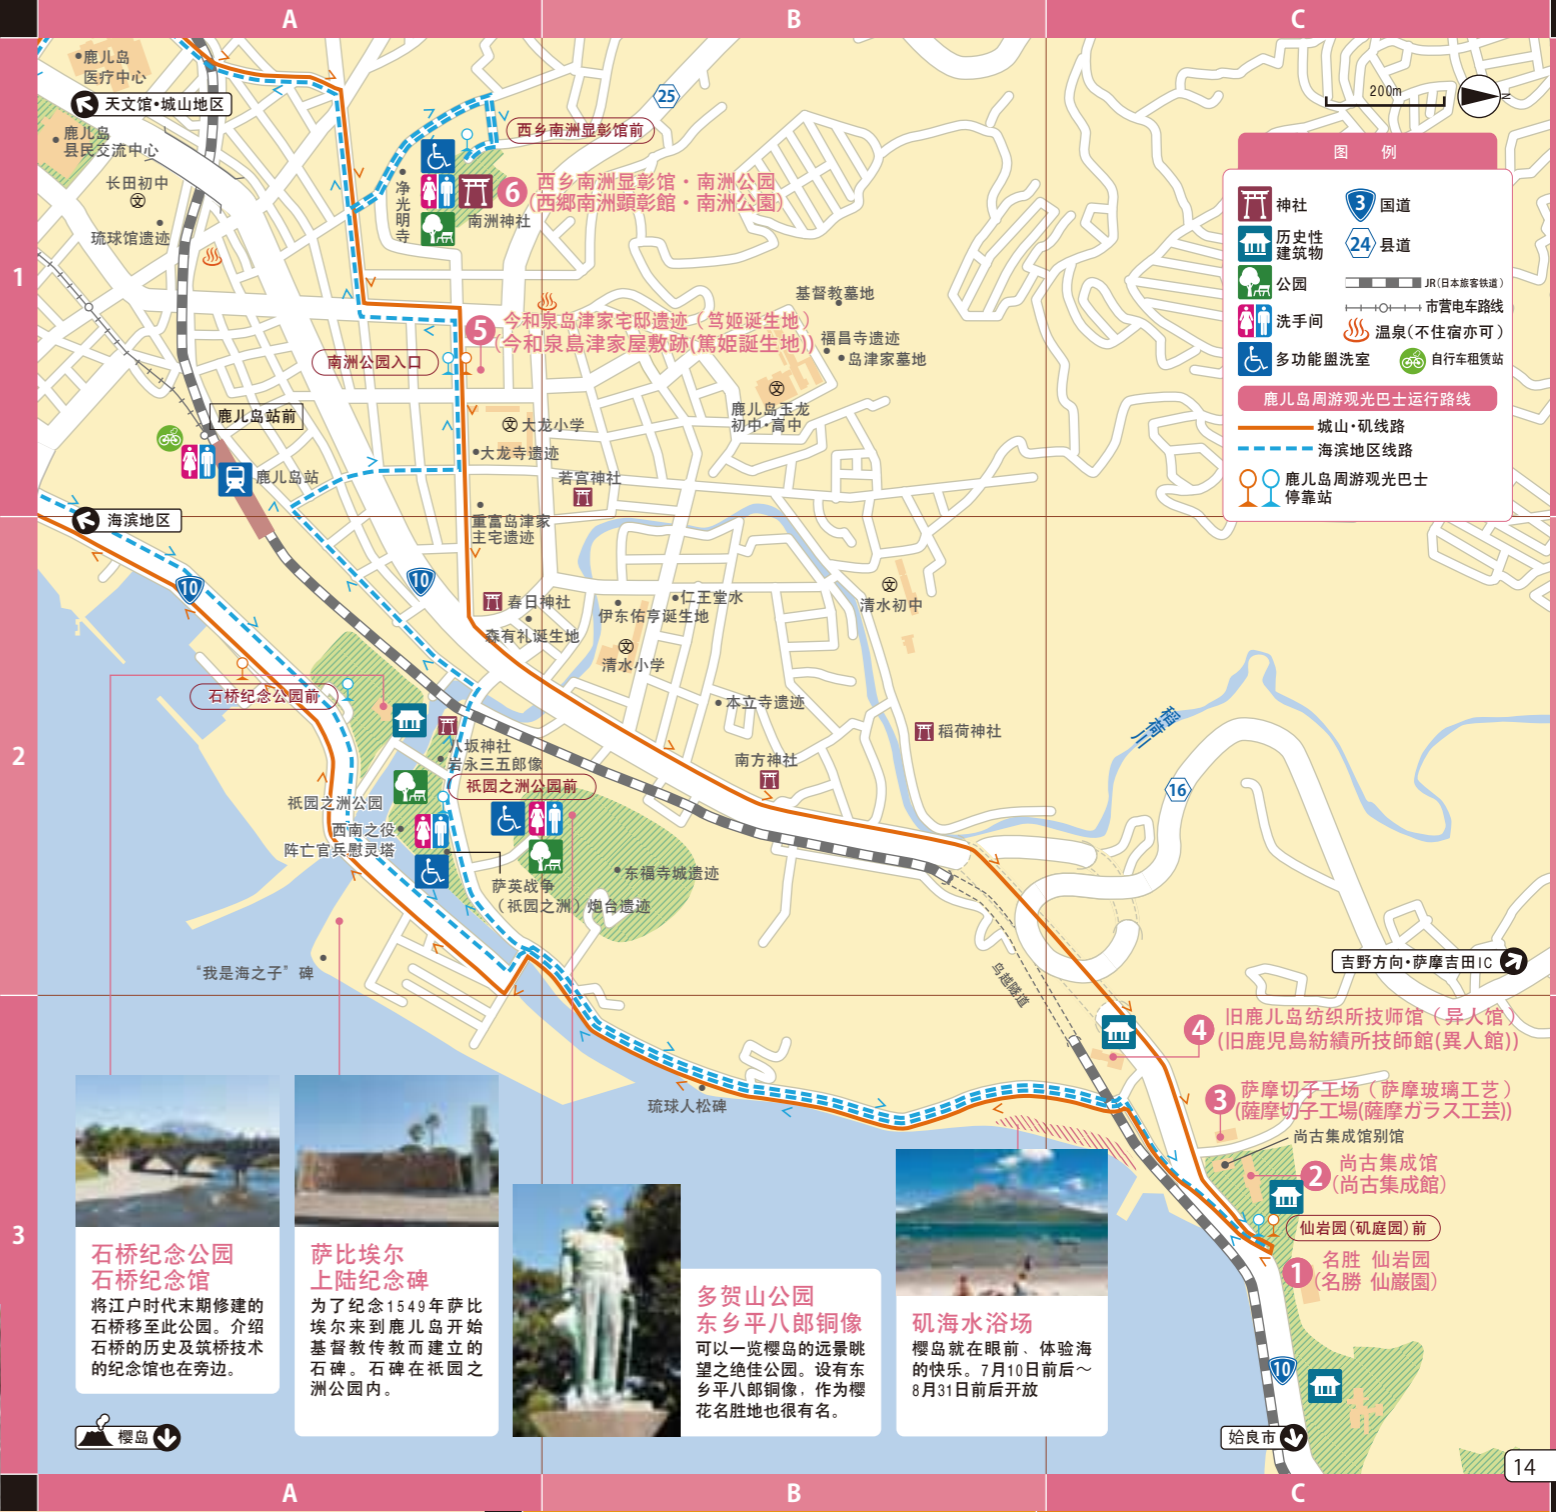 A
B
C
鹿儿岛
医疗中心
天文馆•城山地区
鹿儿岛
县民交流中心
长田初中
文
琉球馆遗迹
25
西乡南洲显彰馆前
净光明寺
6
西乡南洲显彰馆・南洲公园
(西郷南洲顕彰館・南洲公園)
南洲神社
200m
N
图 例
神社
3
国道
历史性
建筑物
24
县道
公园
JR(日本旅客铁道)
洗手间
市营电车路线
温泉(不住宿亦可)
多功能盥洗室
自行车租赁站
鹿儿岛周游观光巴士运行路线
城山•矶线路
海滨地区线路
鹿儿岛周游观光巴士
停靠站
1
基督教墓地
5
今和泉岛津家宅邸遗迹（笃姬诞生地）
(今和泉島津家屋敷跡(篤姫誕生地))
福昌寺遗迹
岛津家墓地
南洲公园入口
文
鹿儿岛玉龙
初中•高中
鹿儿岛站前
文
大龙小学
大龙寺遗迹
鹿儿岛站
若宫神社
海滨地区
重富岛津家
主宅遗迹
10
10
春日神社
森有礼诞生地
仁王堂水
伊东佑亨诞生地
文
清水小学
文
清水初中
石桥纪念公园前
本立寺遗迹
稻荷神社
稻荷川
八坂神社
岩永三五郎像
南方神社
2
16
祇园之洲公园前
祇园之洲公园
西南之役
阵亡官兵慰灵塔
东福寺城遗迹
萨英战争
（祇园之洲）炮台遗迹
“我是海之子”碑
鸟越隧道
吉野方向•萨摩吉田IC
4
旧鹿儿岛纺织所技师馆（异人馆）
(旧鹿児島紡績所技師館(異人館))
琉球人松碑
3
萨摩切子工场（萨摩玻璃工艺）
(薩摩切子工場(薩摩ガラス工芸))
尚古集成馆别馆
2
尚古集成馆
(尚古集成館)
仙岩园(矶庭园)前
1
名胜 仙岩园
(名勝 仙巌園)
3
石桥纪念公园
石桥纪念馆
将江户时代末期修建的
石桥移至此公园。介绍
石桥的历史及筑桥技术
的纪念馆也在旁边。
萨比埃尔
上陆纪念碑
为了纪念1549年萨比
埃尔来到鹿儿岛开始
基督教传教而建立的
石碑。石碑在祇园之
洲公园内。
多贺山公园
东乡平八郎铜像
可以一览樱岛的远景眺
望之绝佳公园。设有东
乡平八郎铜像，作为樱
花名胜地也很有名。
矶海水浴场
樱岛就在眼前、体验海
的快乐。7月10日前后～
8月31日前后开放
10
樱岛
姶良市
14
A
B
C